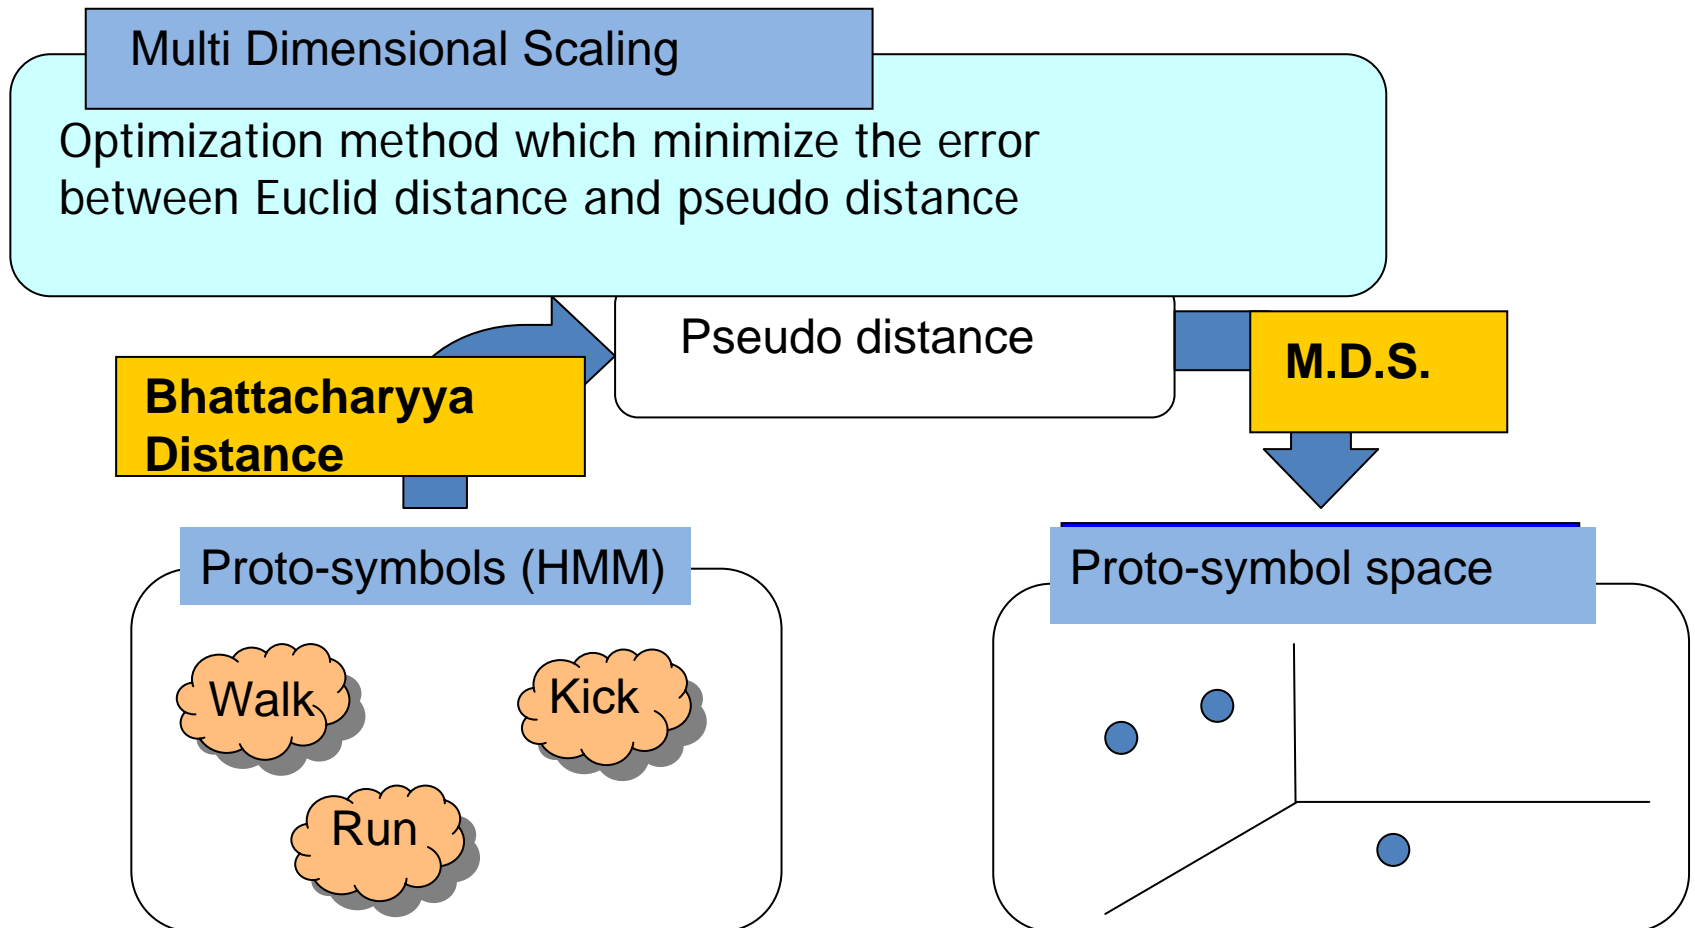 Multi Dimensional Scaling
Optimization method which minimize the error
between Euclid distance and pseudo distance
Pseudo distance
M.D.S.
Bhattacharyya
Distance
Proto-symbols (HMM)
Proto-symbol space
Walk
Kick
Run